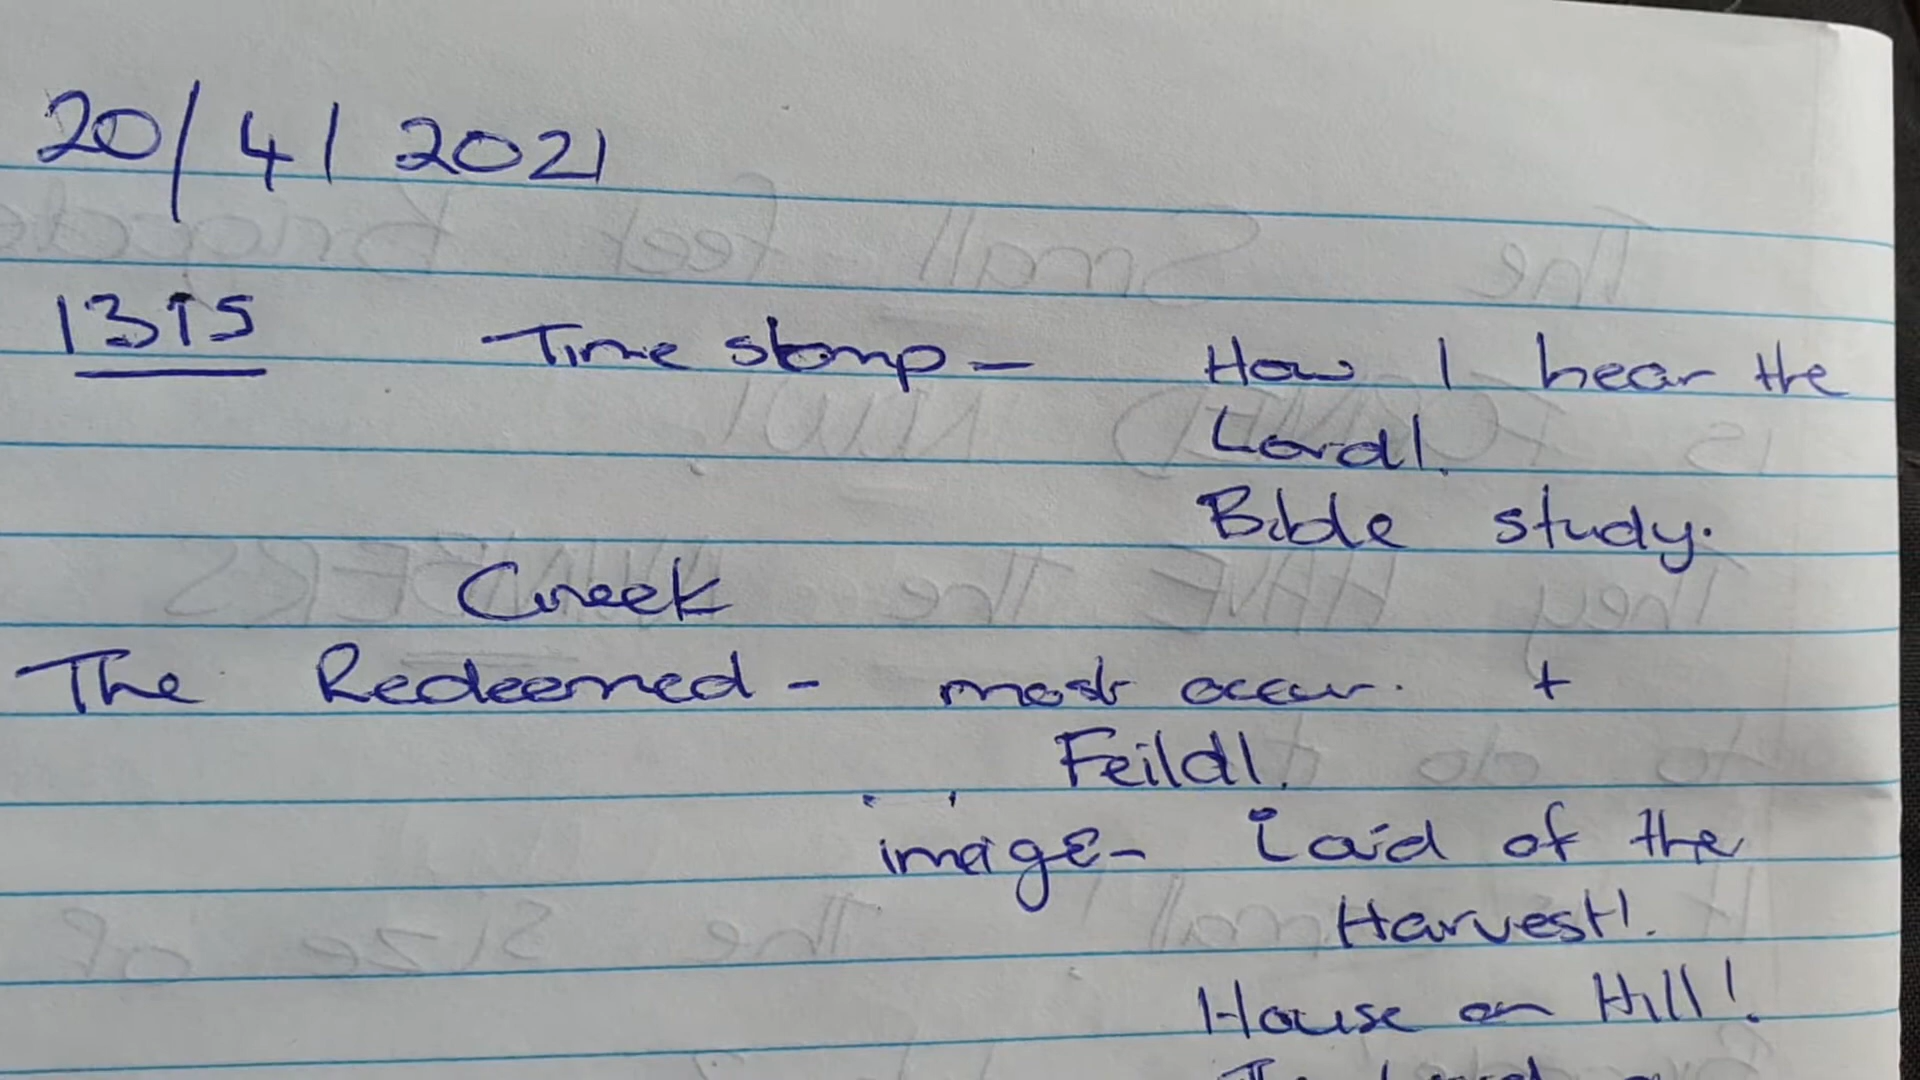 20/4/2021
1315 Time stamp - How I hear the
Lord!.
Bible study.
Creek
The Redeemed - most occur. +
Feild!.
image - Laid of the
Harvest!.
House on Hill!